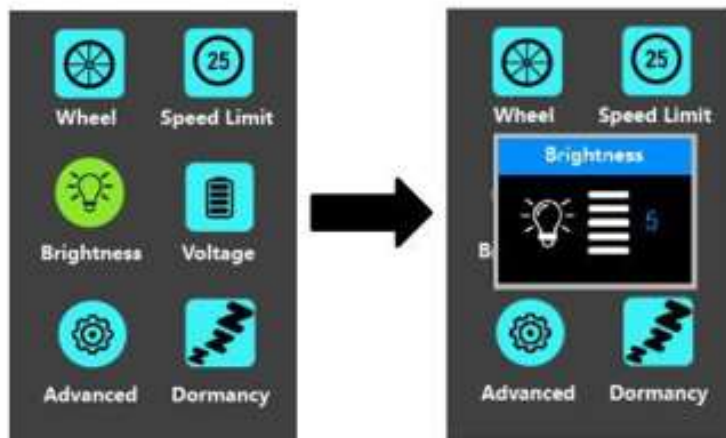 25
Wheel Speed Limit
Brightness Voltage
Advanced Dormancy
25
Wheel Speed Limit
Brightness
5
B
Advanced Dormancy